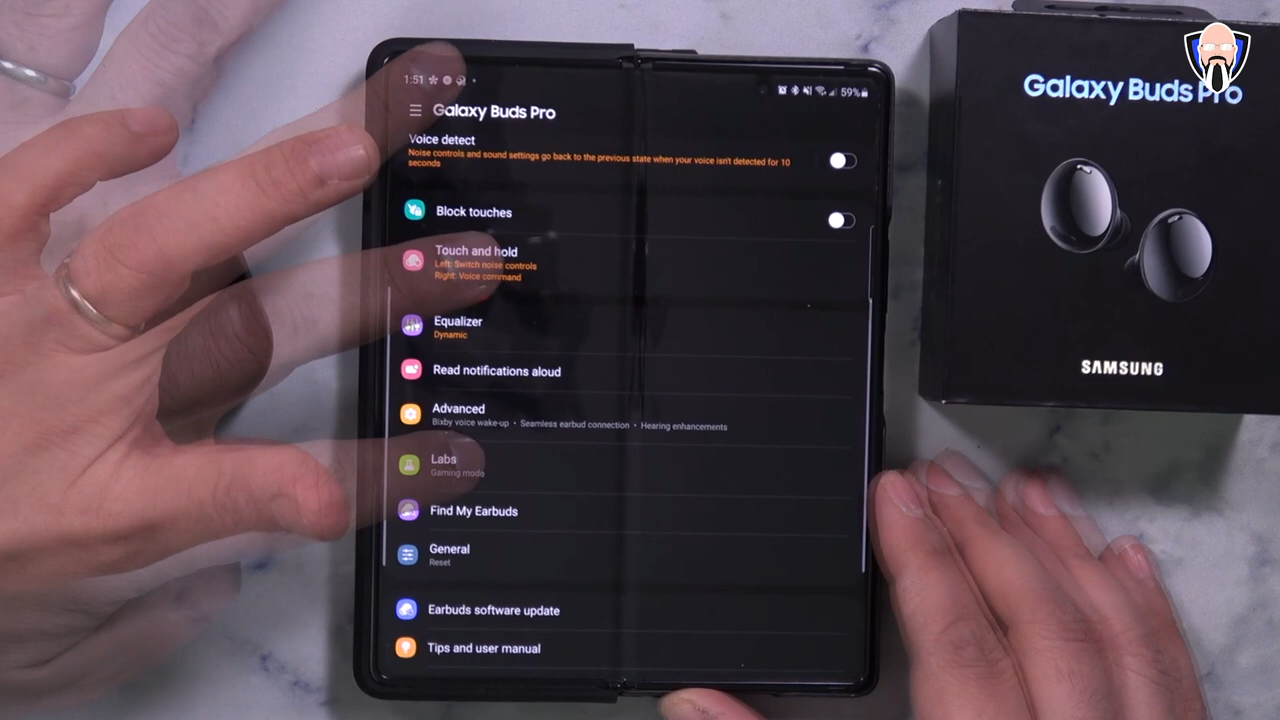 1:51
59%
Galaxy Buds Pro
Voice detect
Noise controls and sound settings go back to the previous state when your voice isn't detected for 10
seconds
Block touches
Touch and hold
Left: Switch noise controls
Right: Voice command
Equalizer
Dynamic
Read notifications aloud
Advanced
Bixby voice wake-up • Seamless earbud connection • Hearing enhancements
Labs
Gaming mode
Find My Earbuds
General
Reset
Earbuds software update
Tips and user manual
Galaxy Buds Pro
SAMSUNG